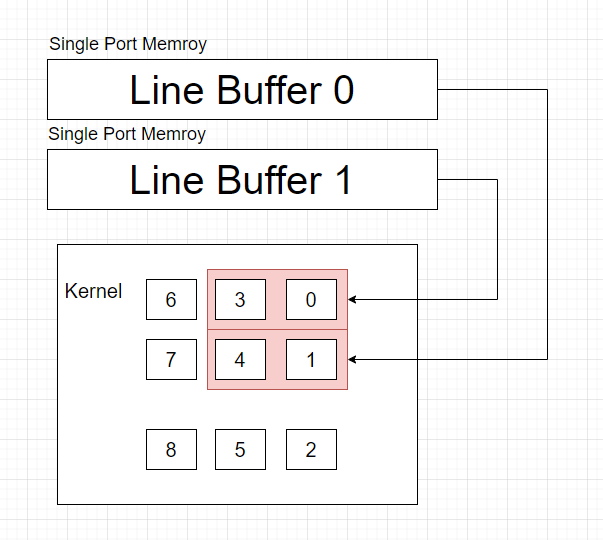 Single Port Memroy
Line Buffer 0
Single Port Memroy
Line Buffer 1
Kernel
6 3 0
7 4 1
8 5 2